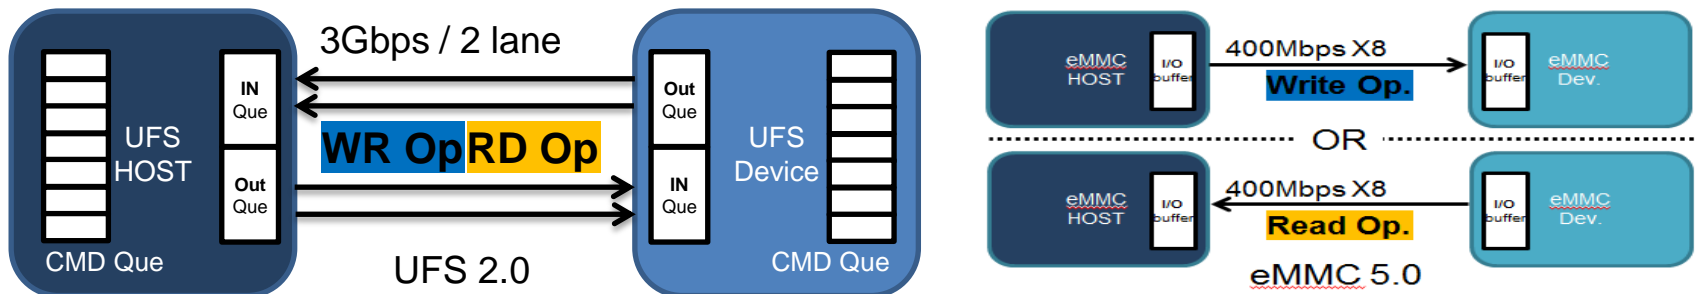 3Gbps / 2 lane
IN
Que
Out
Que
UFS
HOST
CMD Que
WR Op RD Op
Out
Que
IN
Que
UFS
Device
CMD Que
UFS 2.0
eMMC
HOST
I/O
buffer
400Mbps X8
Write Op.
I/O
buffer
eMMC
Dev.
OR
eMMC
HOST
I/O
buffer
400Mbps X8
Read Op.
I/O
buffer
eMMC
Dev.
eMMC 5.0